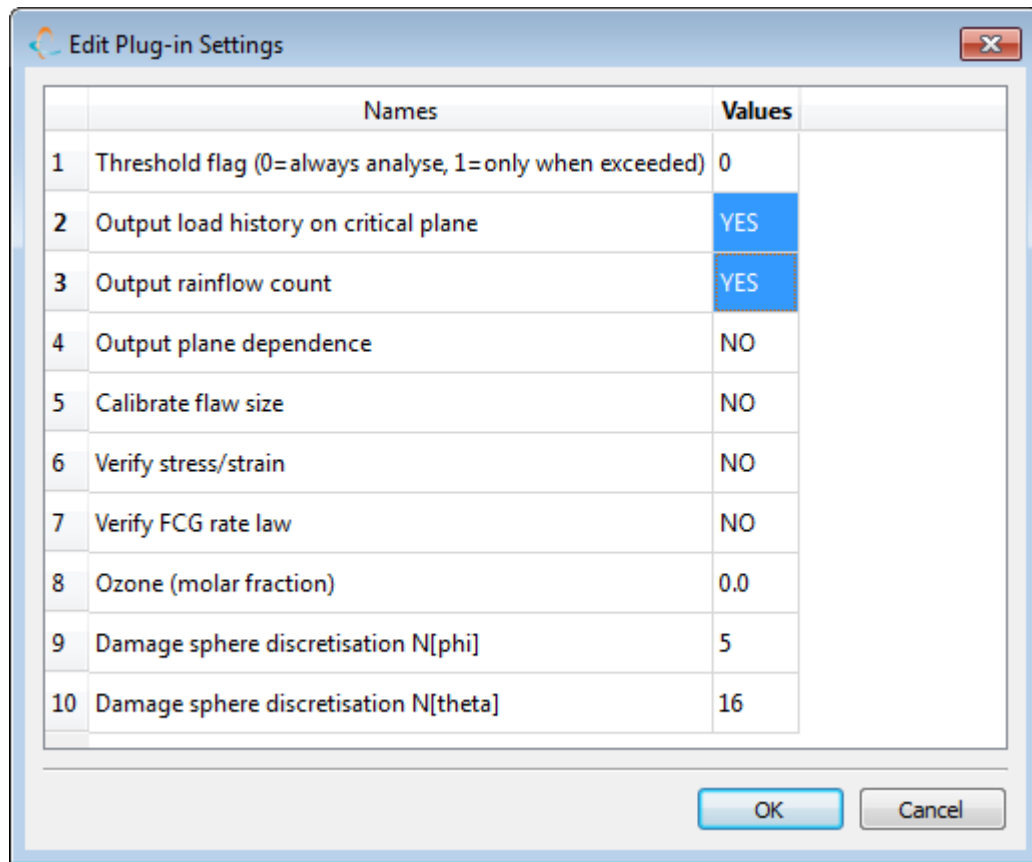 Edit Plug-in Settings
Names Values
1 Threshold flag (0=always analyse, 1=only when exceeded) 0
2 Output load history on critical plane YES
3 Output rainflow count YES
4 Output plane dependence NO
5 Calibrate flaw size NO
6 Verify stress/strain NO
7 Verify FCG rate law NO
8 Ozone (molar fraction) 0.0
9 Damage sphere discretisation N[phi] 5
10 Damage sphere discretisation N[theta] 16
OK Cancel